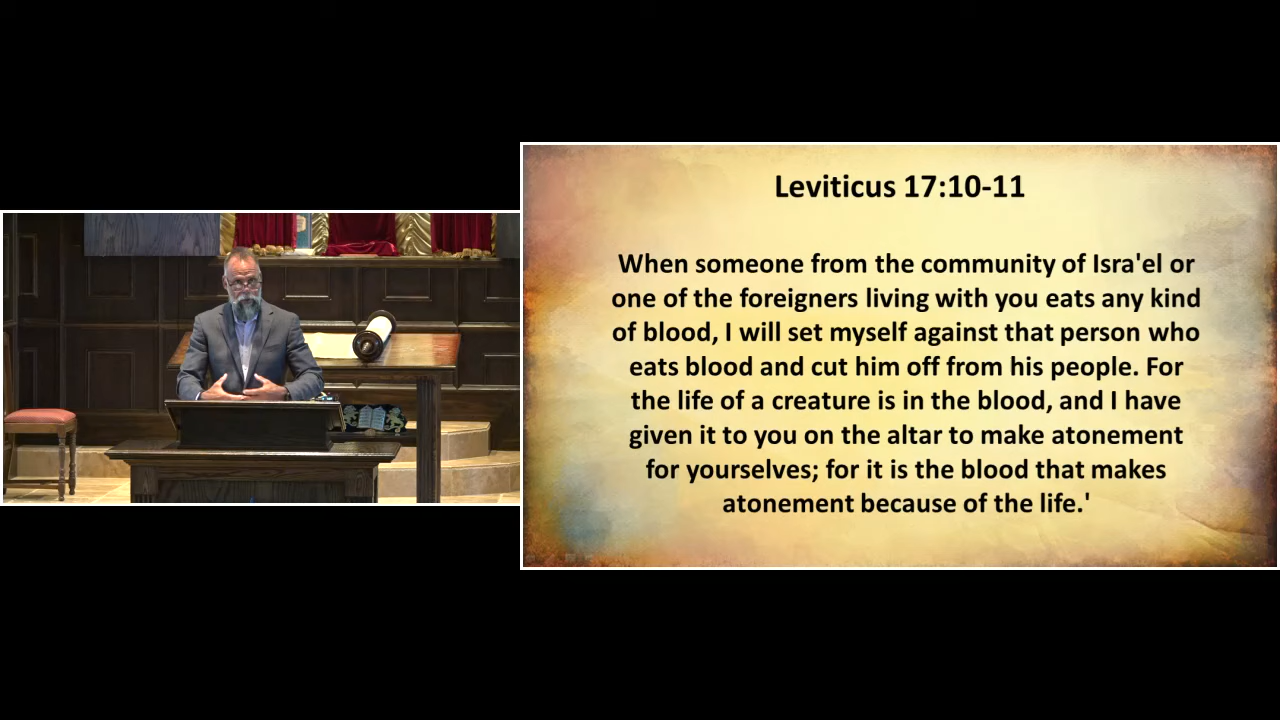 Leviticus 17:10-11
When someone from the community of Isra'el or
one of the foreigners living with you eats any kind
of blood, I will set myself against that person who
eats blood and cut him off from his people. For
the life of a creature is in the blood, and I have
given it to you on the altar to make atonement
for yourselves; for it is the blood that makes
atonement because of the life.'